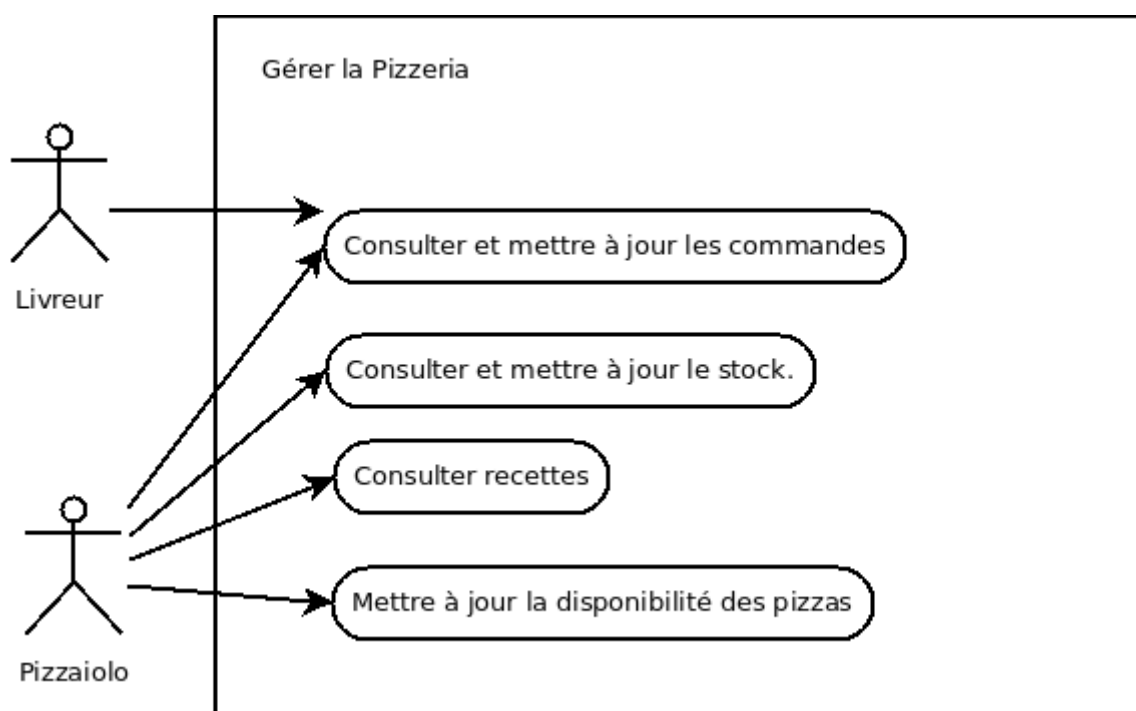 Gérer la Pizzeria
Consulter et mettre à jour les commandes
Livreur
Consulter et mettre à jour le stock.
Consulter recettes
Mettre à jour la disponibilité des pizzas
Pizzaiolo